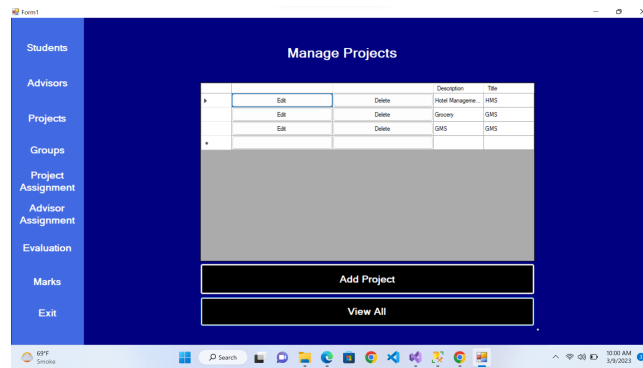 Form1
Students
Advisors
Projects
Groups
Project
Assignment
Advisor
Assignment
Evaluation
Marks
Exit
Manage Projects
Description Title
Edit Delete Hotel Manageme... HMS
Edit Delete Grocery GMS
Edit Delete GMS GMS
Add Project
View All
69°F
Smoke
Search
10:00 AM
3/9/2023